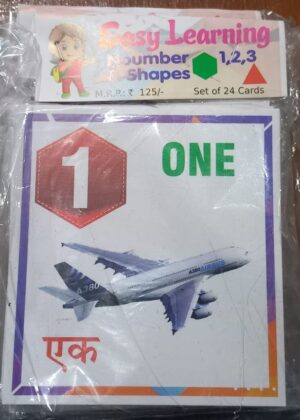 Easy Learning
Noumber 1,2,3
Shapes
M.R.P.: ₹ 125/-
Set of 24 Cards
1
ONE
A380
एक